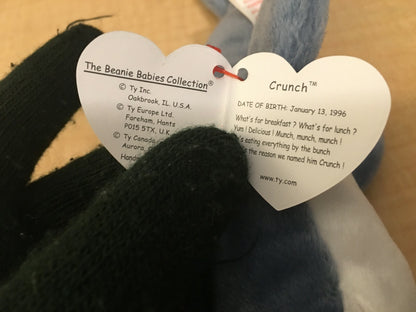 The Beanie Babies Collection®
© Ty Inc.
Oakbrook, IL. U.S.A.
© Ty Europe Ltd.
Fareham, Hants
PO15 5TX, U.K.
© Ty Canada
Aurora,
Crunch™
DATE OF BIRTH: January 13, 1996
What's for breakfast? What's for lunch?
Yum! Delicious! Munch, munch, munch!
eating everything by the bunch
the reason we named him Crunch!
www.ty.com